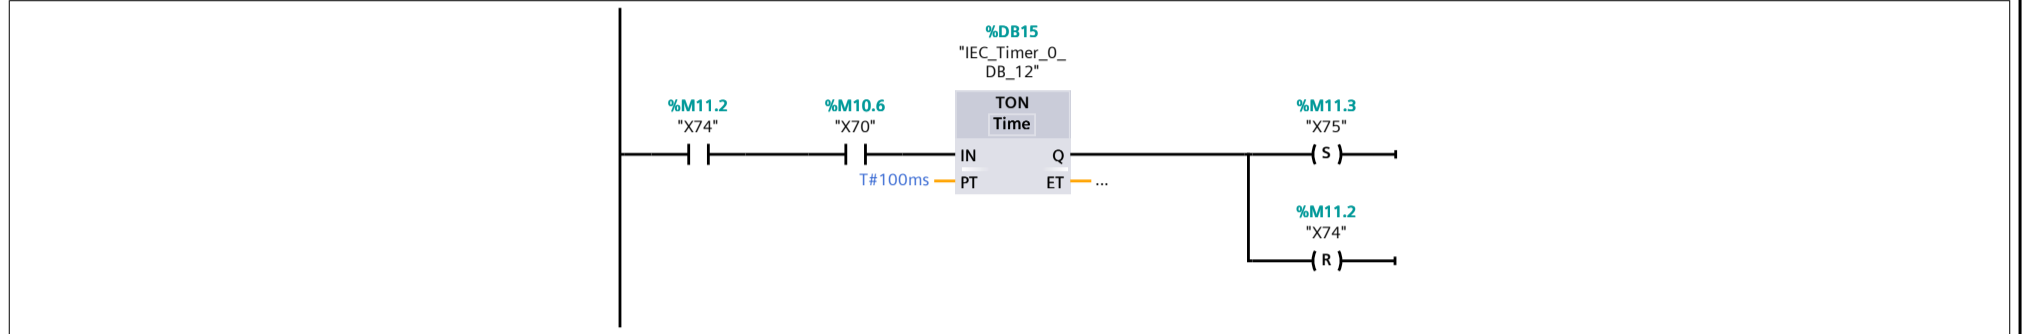 %DB15
"IEC_Timer_0_
DB_12"
%M11.2
"X74"
%M10.6
"X70"
TON
Time
%M11.3
"X75"
IN
Q
S
T#100ms
PT
ET
...
%M11.2
"X74"
R